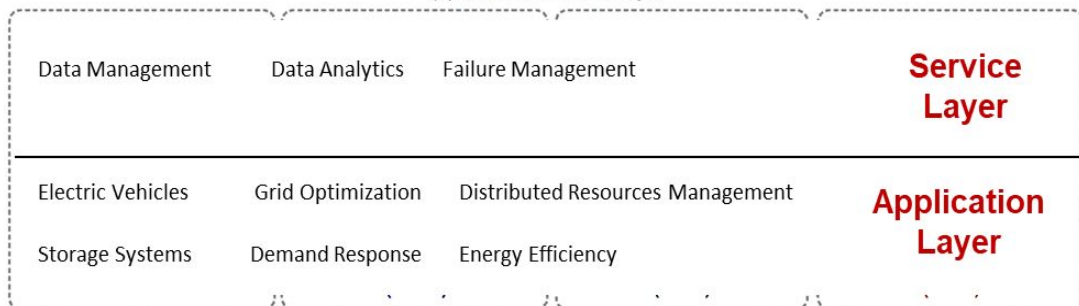 Data Management Data Analytics Failure Management
Service
Layer
Electric Vehicles Grid Optimization Distributed Resources Management
Storage Systems Demand Response Energy Efficiency
Application
Layer